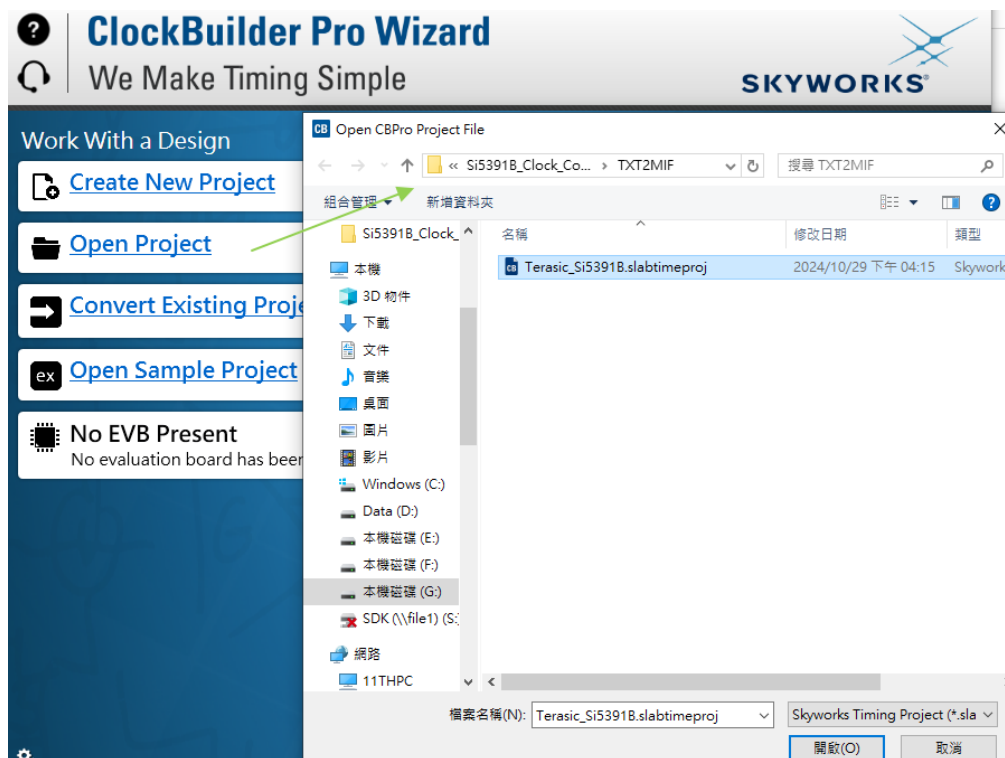 ?
ClockBuilder Pro Wizard
We Make Timing Simple
SKYWORKS®
Work With a Design
Create New Project
Open Project
Convert Existing Proje
ex
Open Sample Project
No EVB Present
No evaluation board has beer
CB
Open CBPro Project File
« Si5391B_Clock_Co... › TXT2MIF
搜尋 TXT2MIF
組合管理
新增資料夾
?
Si5391B_Clock_
本機
3D 物件
下載
文件
音樂
桌面
圖片
影片
Windows (C:)
Data (D:)
本機磁碟 (E:)
本機磁碟 (F:)
本機磁碟 (G:)
SDK (\\file1) (S:
網路
11THPC
名稱
修改日期
類型
CB
Terasic_Si5391B.slabtimeproj
2024/10/29 下午 04:15
Skywork
檔案名稱(N):
Terasic_Si5391B.slabtimeproj
Skyworks Timing Project (*.sla
開啟(O)
取消